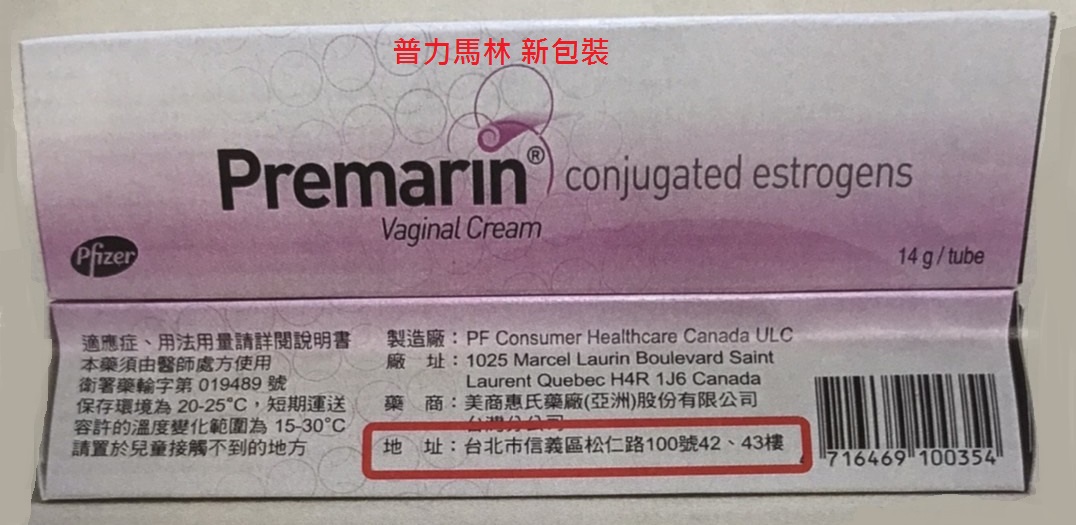 普力馬林 新包裝
Premarin® conjugated estrogens
Vaginal Cream
Pfizer
14 g / tube
適應症、用法用量請詳閱說明書
本藥須由醫師處方使用
衛署藥輸字第 019489 號
保存環境為 20-25°C，短期運送
容許的溫度變化範圍為 15-30°C
請置於兒童接觸不到的地方
製造廠：PF Consumer Healthcare Canada ULC
廠　址：1025 Marcel Laurin Boulevard Saint
Laurent Quebec H4R 1J6 Canada
藥　商：美商惠氏藥廠(亞洲)股份有限公司
台灣分公司
地　址：台北市信義區松仁路100號42、43樓
4 716469 100354